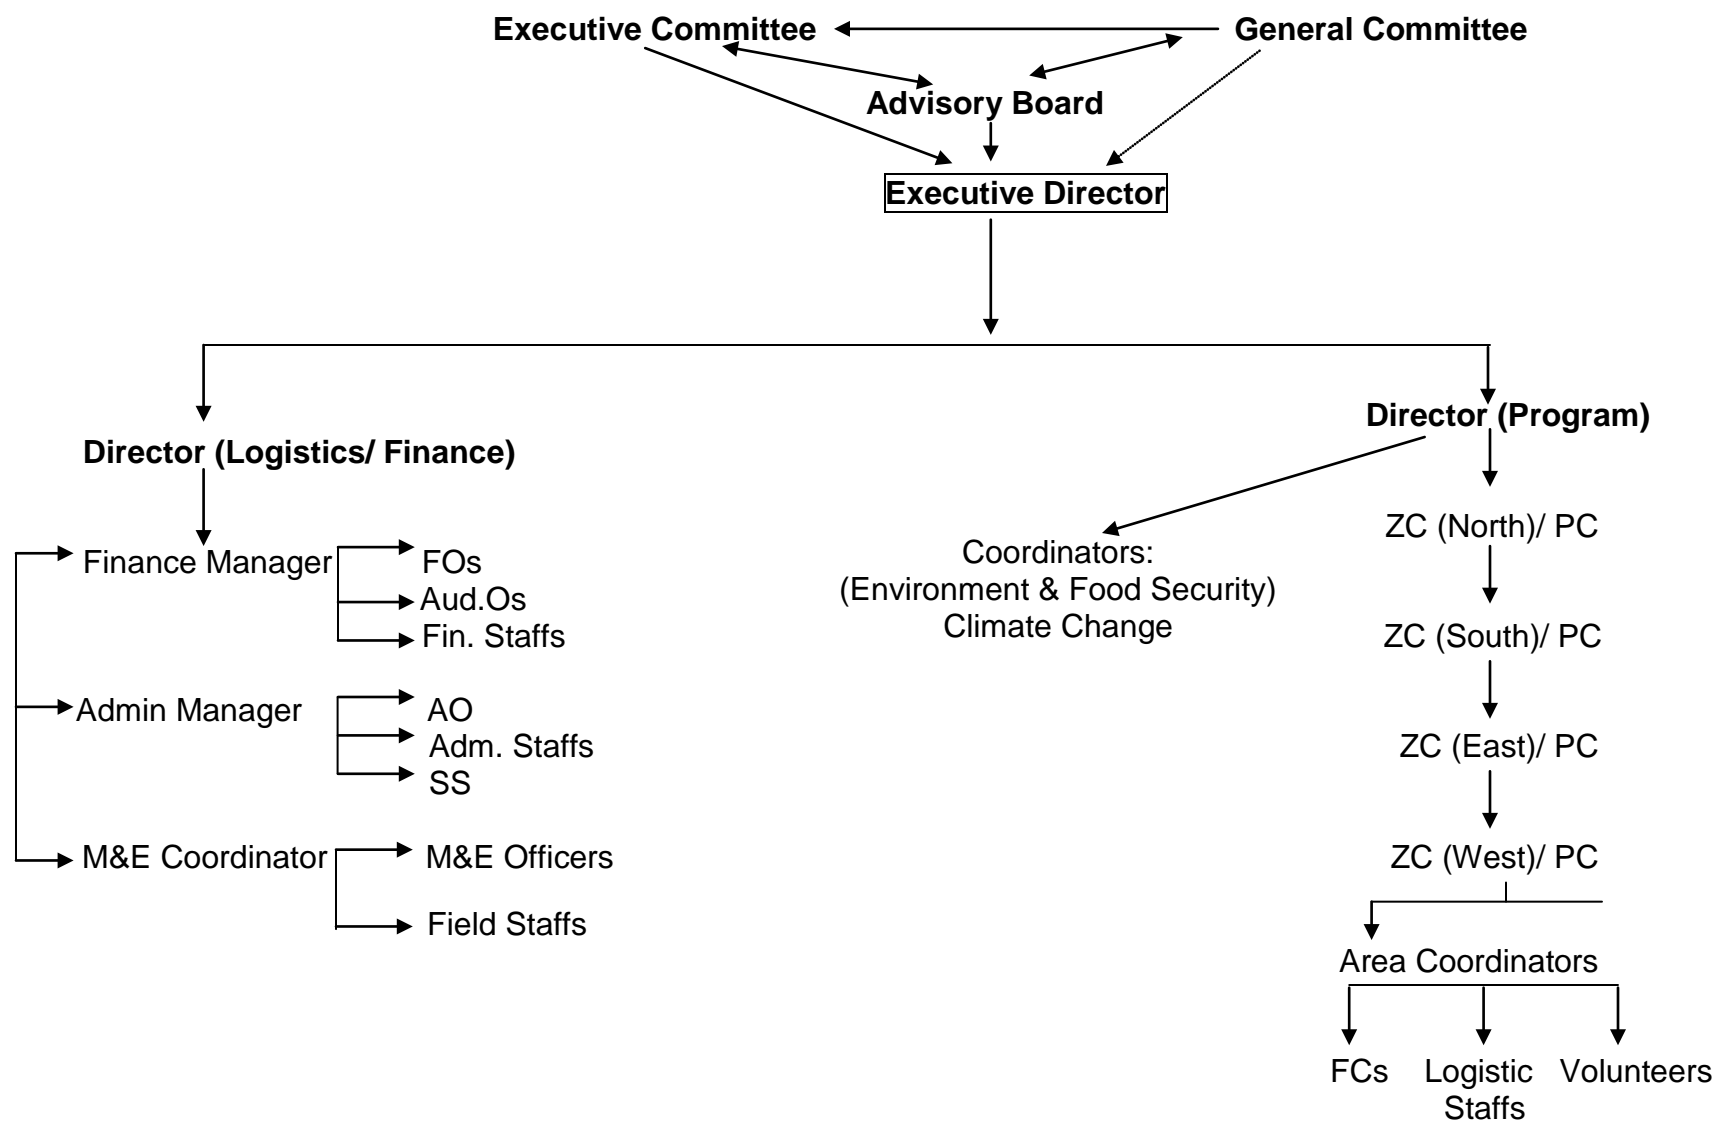 Executive Committee
General Committee
Advisory Board
Executive Director
Director (Logistics/ Finance)
Finance Manager
FOs
Aud.Os
Fin. Staffs
Admin Manager
AO
Adm. Staffs
SS
M&E Coordinator
M&E Officers
Field Staffs
Director (Program)
Coordinators:
(Environment & Food Security)
Climate Change
ZC (North)/ PC
ZC (South)/ PC
ZC (East)/ PC
ZC (West)/ PC
Area Coordinators
FCs
Logistic
Staffs
Volunteers